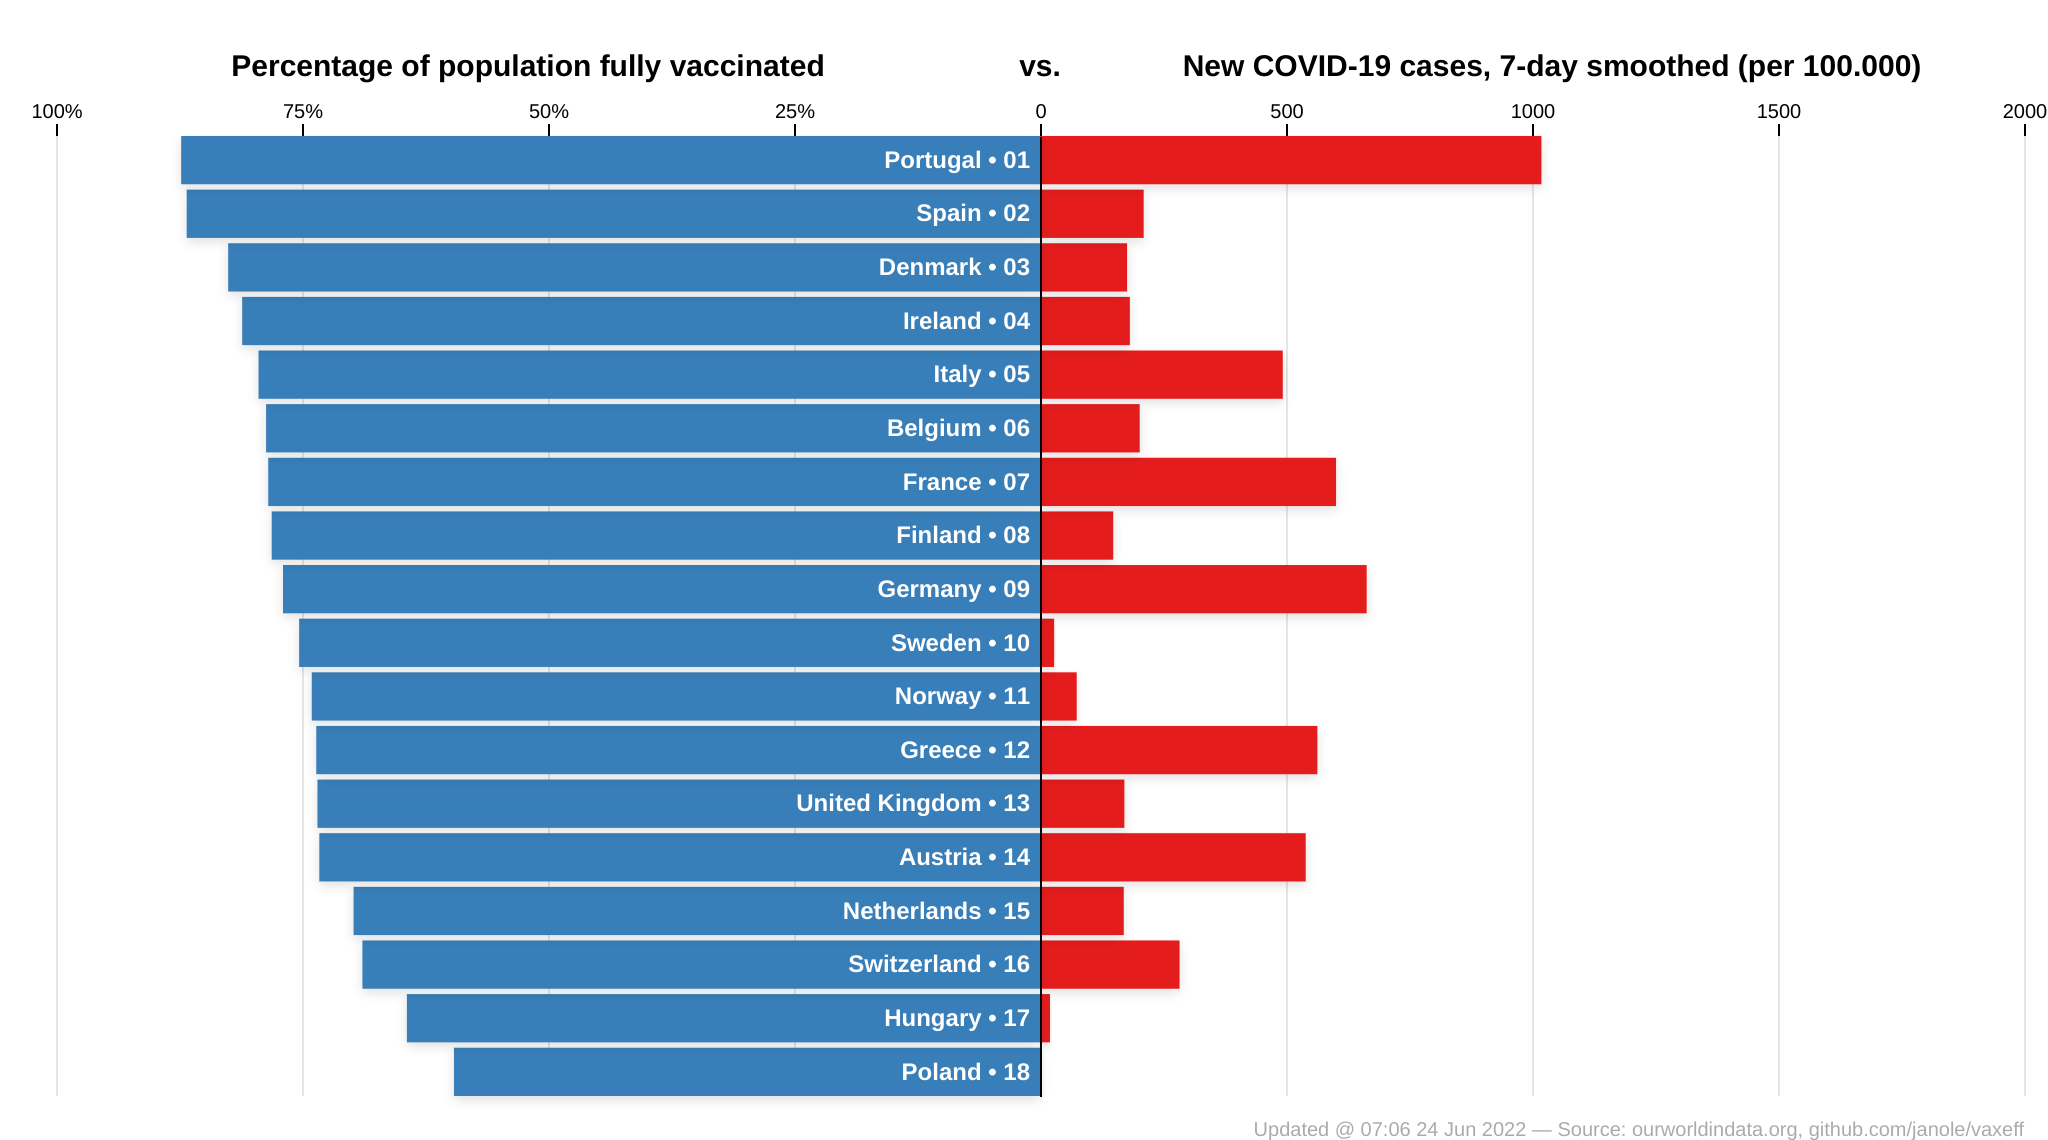 Percentage of population fully vaccinated vs. New COVID-19 cases, 7-day smoothed (per 100.000)
100% 75% 50% 25% 0 500 1000 1500 2000
Portugal • 01
Spain • 02
Denmark • 03
Ireland • 04
Italy • 05
Belgium • 06
France • 07
Finland • 08
Germany • 09
Sweden • 10
Norway • 11
Greece • 12
United Kingdom • 13
Austria • 14
Netherlands • 15
Switzerland • 16
Hungary • 17
Poland • 18
Updated @ 07:06 24 Jun 2022 — Source: ourworldindata.org, github.com/janole/vaxeff